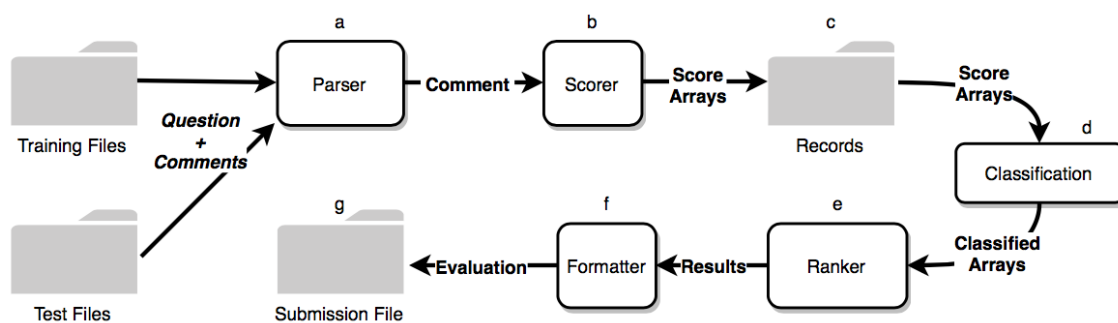 a
b
c
Parser
Comment
Scorer
Score
Arrays
Score
Arrays
Training Files
Question
+
Comments
Records
d
Classification
g
f
e
Classified
Arrays
Evaluation
Formatter
Results
Ranker
Test Files
Submission File